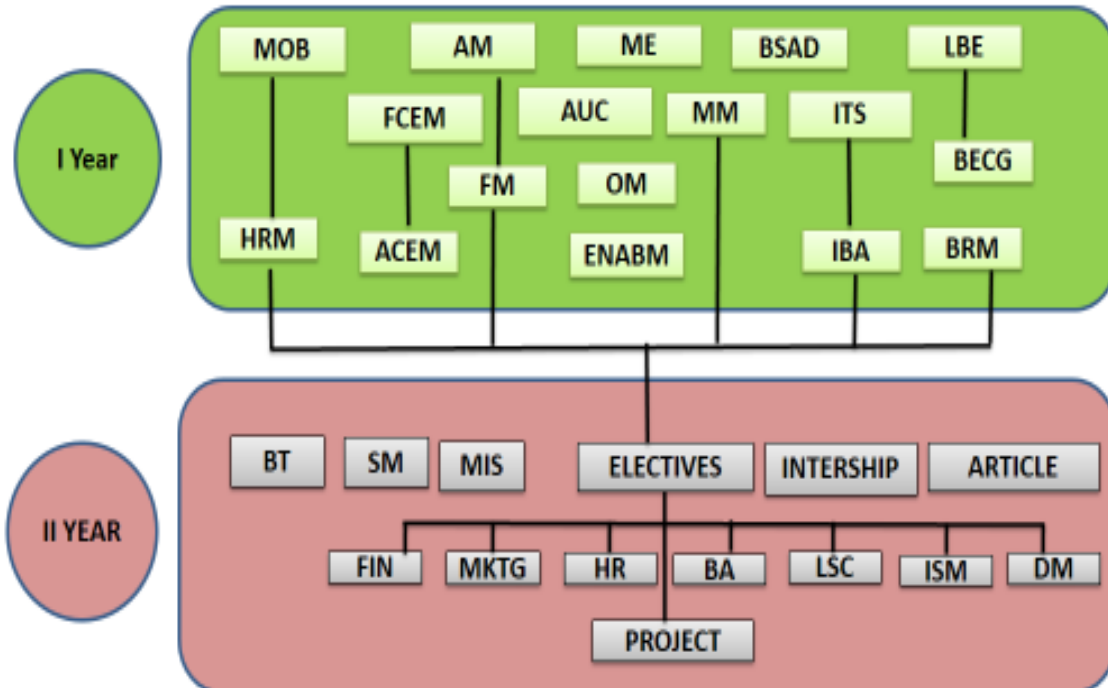 MOB
AM
ME
BSAD
LBE
FCEM
AUC
MM
ITS
I Year
BECG
FM
OM
HRM
ACEM
ENABM
IBA
BRM
BT
SM
MIS
ELECTIVES
INTERSHIP
ARTICLE
II YEAR
FIN
MKTG
HR
BA
LSC
ISM
DM
PROJECT